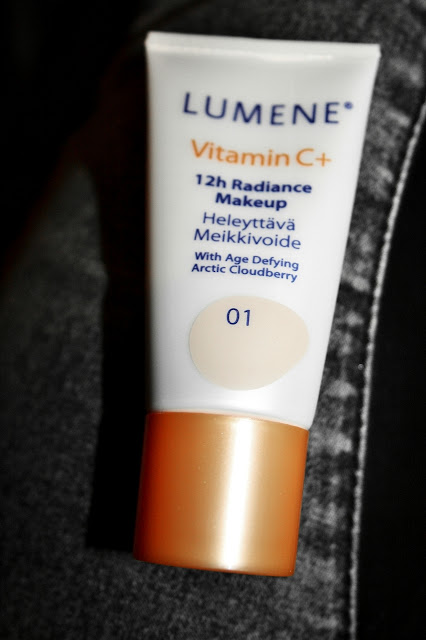 LUMENE®
Vitamin C+
12h Radiance
Makeup
Heleyttävä
Meikkivoide
With Age Defying
Arctic Cloudberry
01